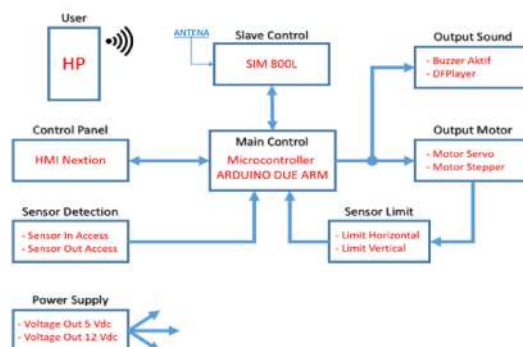 User
HP
ANTENA
Slave Control
SIM 800L
Output Sound
- Buzzer Aktif
- DFPlayer
Control Panel
HMI Nextion
Main Control
Microcontroller
ARDUINO DUE ARM
Output Motor
- Motor Servo
- Motor Stepper
Sensor Detection
- Sensor In Access
- Sensor Out Access
Sensor Limit
- Limit Horizontal
- Limit Vertical
Power Supply
- Voltage Out 5 Vdc
- Voltage Out 12 Vdc